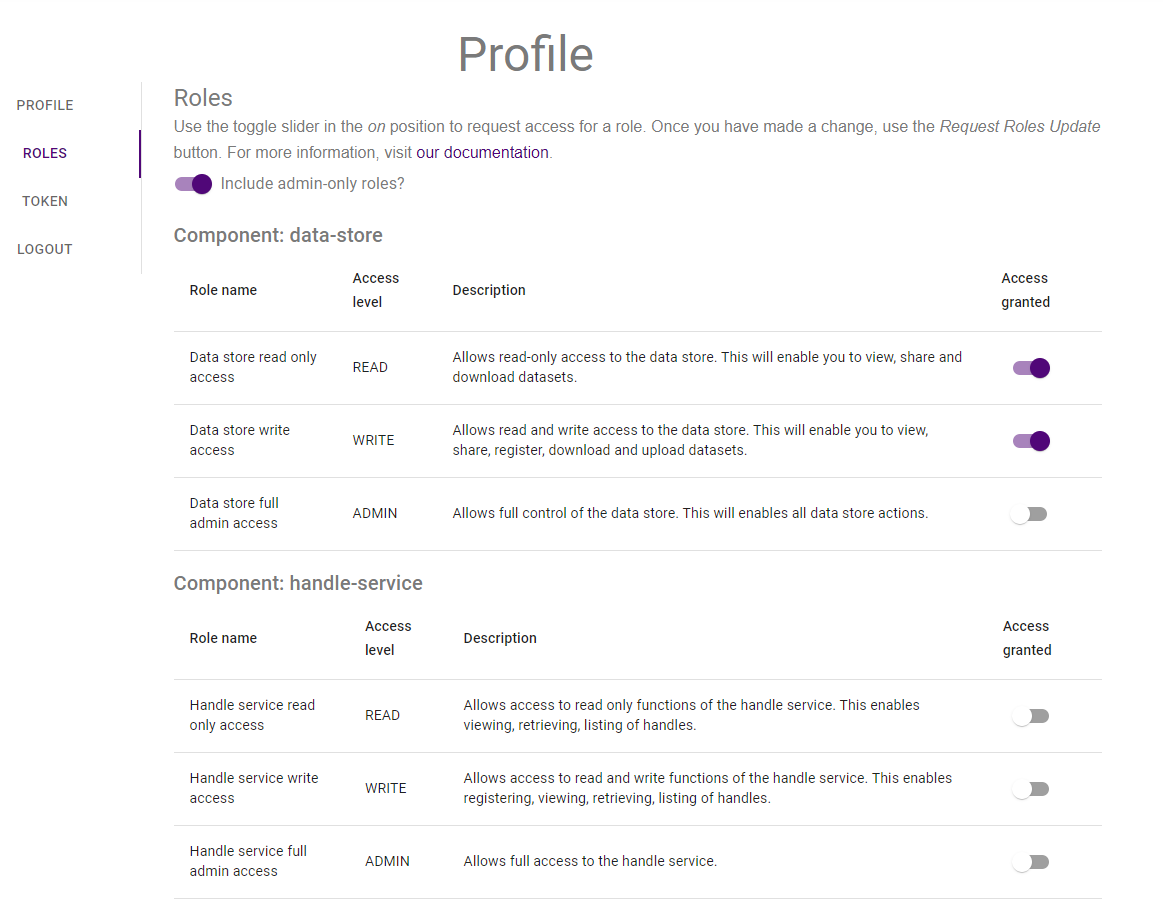 Profile
PROFILE
ROLES
TOKEN
LOGOUT
Roles
Use the toggle slider in the on position to request access for a role. Once you have made a change, use the Request Roles Update
button. For more information, visit our documentation.
Include admin-only roles?
Component: data-store
Role name
Access
level
Description
Access
granted
Data store read only
access
READ
Allows read-only access to the data store. This will enable you to view, share and
download datasets.
Data store write
access
WRITE
Allows read and write access to the data store. This will enable you to view,
share, register, download and upload datasets.
Data store full
admin access
ADMIN
Allows full control of the data store. This will enables all data store actions.
Component: handle-service
Role name
Access
level
Description
Access
granted
Handle service read
only access
READ
Allows access to read only functions of the handle service. This enables
viewing, retrieving, listing of handles.
Handle service write
access
WRITE
Allows access to read and write functions of the handle service. This enables
registering, viewing, retrieving, listing of handles.
Handle service full
admin access
ADMIN
Allows full access to the handle service.